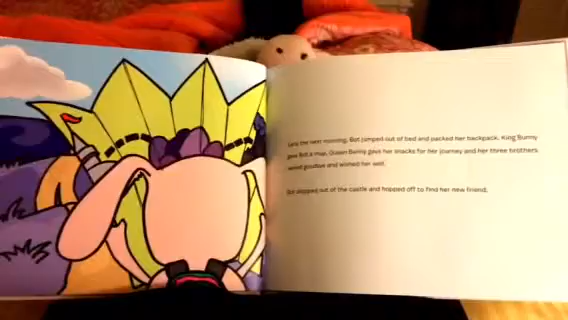 Early the next morning, Bot jumped out of bed and packed her backpack. King Bunny
gave Bot a map, Queen Bunny gave her snacks for her journey and her three brothers
waved goodbye and wished her well.
Bot stepped out of the castle and hopped off to find her new friend.